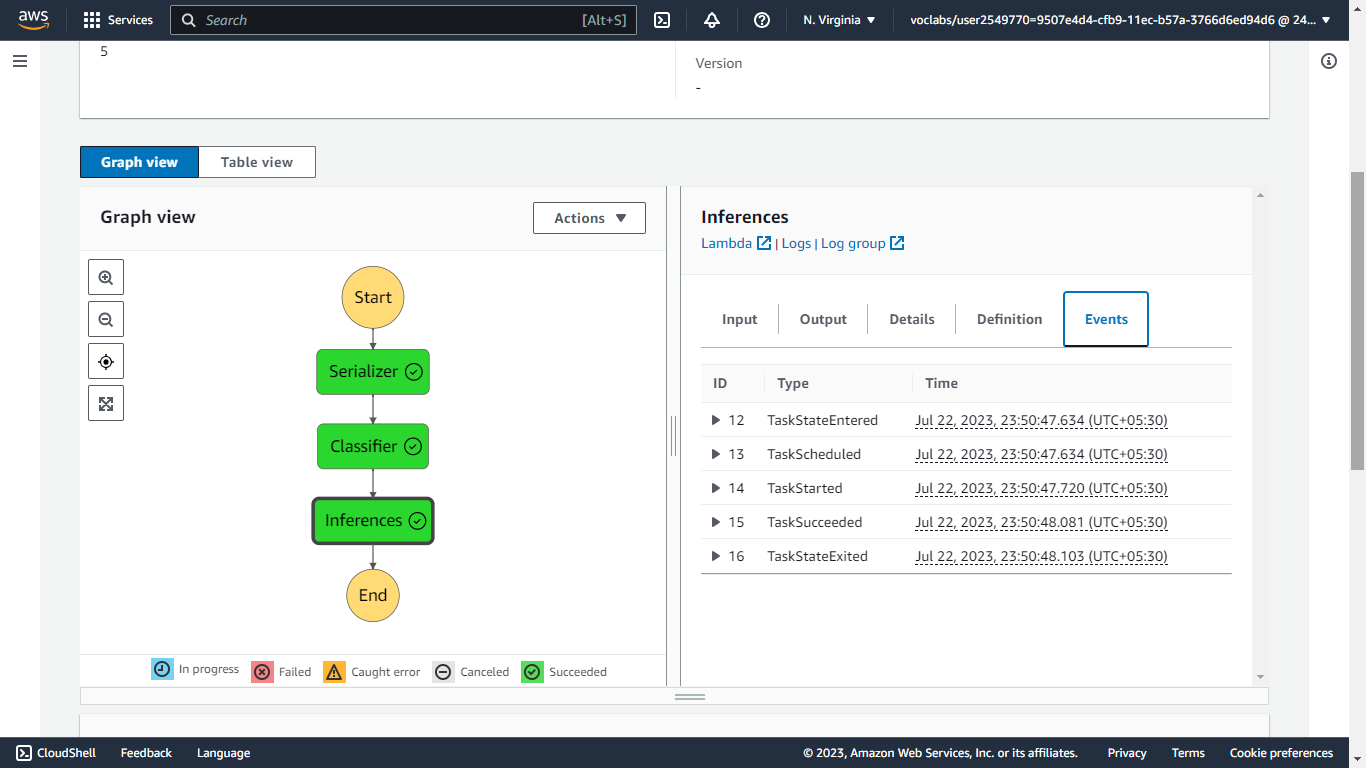 aws
Services
Search
[Alt+S]
N. Virginia
voclabs/user2549770=9507e4d4-cfb9-11ec-b57a-3766d6ed94d6 @ 24...
5
Version
-
Graph view
Table view
Graph view
Actions
Start
Serializer
Classifier
Inferences
End
In progress
Failed
Caught error
Canceled
Succeeded
Inferences
Lambda | Logs | Log group
Input
Output
Details
Definition
Events
ID Type Time
12 TaskStateEntered Jul 22, 2023, 23:50:47.634 (UTC+05:30)
13 TaskScheduled Jul 22, 2023, 23:50:47.634 (UTC+05:30)
14 TaskStarted Jul 22, 2023, 23:50:47.720 (UTC+05:30)
15 TaskSucceeded Jul 22, 2023, 23:50:48.081 (UTC+05:30)
16 TaskStateExited Jul 22, 2023, 23:50:48.103 (UTC+05:30)
CloudShell
Feedback
Language
© 2023, Amazon Web Services, Inc. or its affiliates.
Privacy
Terms
Cookie preferences